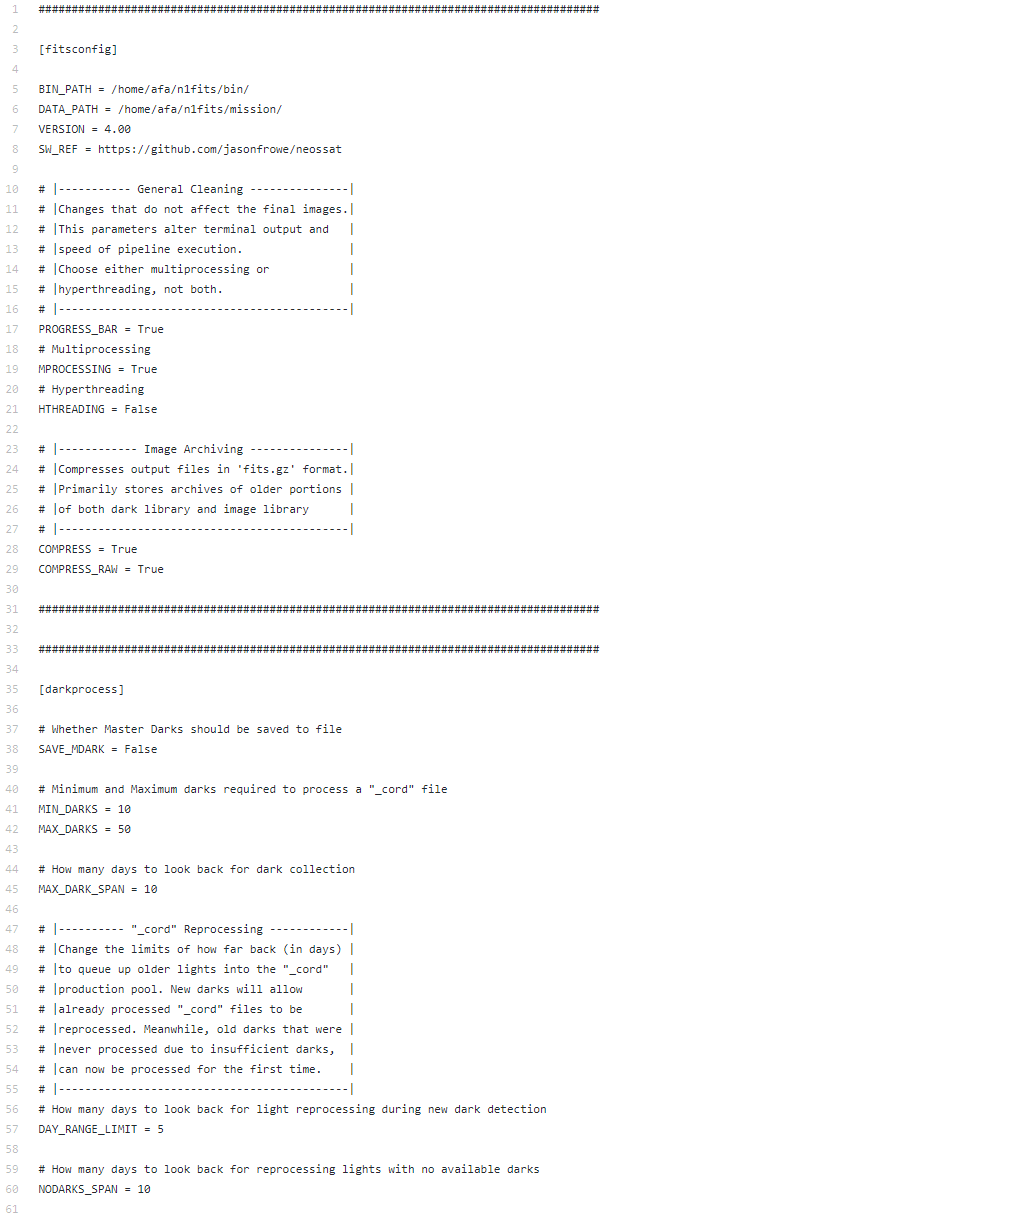 1 #####################################################################################
2
3 [fitsconfig]
4
5 BIN_PATH = /home/afa/n1fits/bin/
6 DATA_PATH = /home/afa/n1fits/mission/
7 VERSION = 4.00
8 SW_REF = https://github.com/jasonfrowe/neossat
9
10 # |----------- General Cleaning ---------------|
11 # |Changes that do not affect the final images.|
12 # |This parameters alter terminal output and   |
13 # |speed of pipeline execution.                |
14 # |Choose either multiprocessing or            |
15 # |hyperthreading, not both.                   |
16 # |--------------------------------------------|
17 PROGRESS_BAR = True
18 # Multiprocessing
19 MPROCESSING = True
20 # Hyperthreading
21 HTHREADING = False
22
23 # |------------ Image Archiving ---------------|
24 # |Compresses output files in 'fits.gz' format.|
25 # |Primarily stores archives of older portions |
26 # |of both dark library and image library      |
27 # |--------------------------------------------|
28 COMPRESS = True
29 COMPRESS_RAW = True
30
31 #####################################################################################
32
33 #####################################################################################
34
35 [darkprocess]
36
37 # Whether Master Darks should be saved to file
38 SAVE_MDARK = False
39
40 # Minimum and Maximum darks required to process a "_cord" file
41 MIN_DARKS = 10
42 MAX_DARKS = 50
43
44 # How many days to look back for dark collection
45 MAX_DARK_SPAN = 10
46
47 # |---------- "_cord" Reprocessing ------------|
48 # |Change the limits of how far back (in days) |
49 # |to queue up older lights into the "_cord"   |
50 # |production pool. New darks will allow       |
51 # |already processed "_cord" files to be       |
52 # |reprocessed. Meanwhile, old darks that were |
53 # |never processed due to insufficient darks,  |
54 # |can now be processed for the first time.    |
55 # |--------------------------------------------|
56 # How many days to look back for light reprocessing during new dark detection
57 DAY_RANGE_LIMIT = 5
58
59 # How many days to look back for reprocessing lights with no available darks
60 NODARKS_SPAN = 10
61